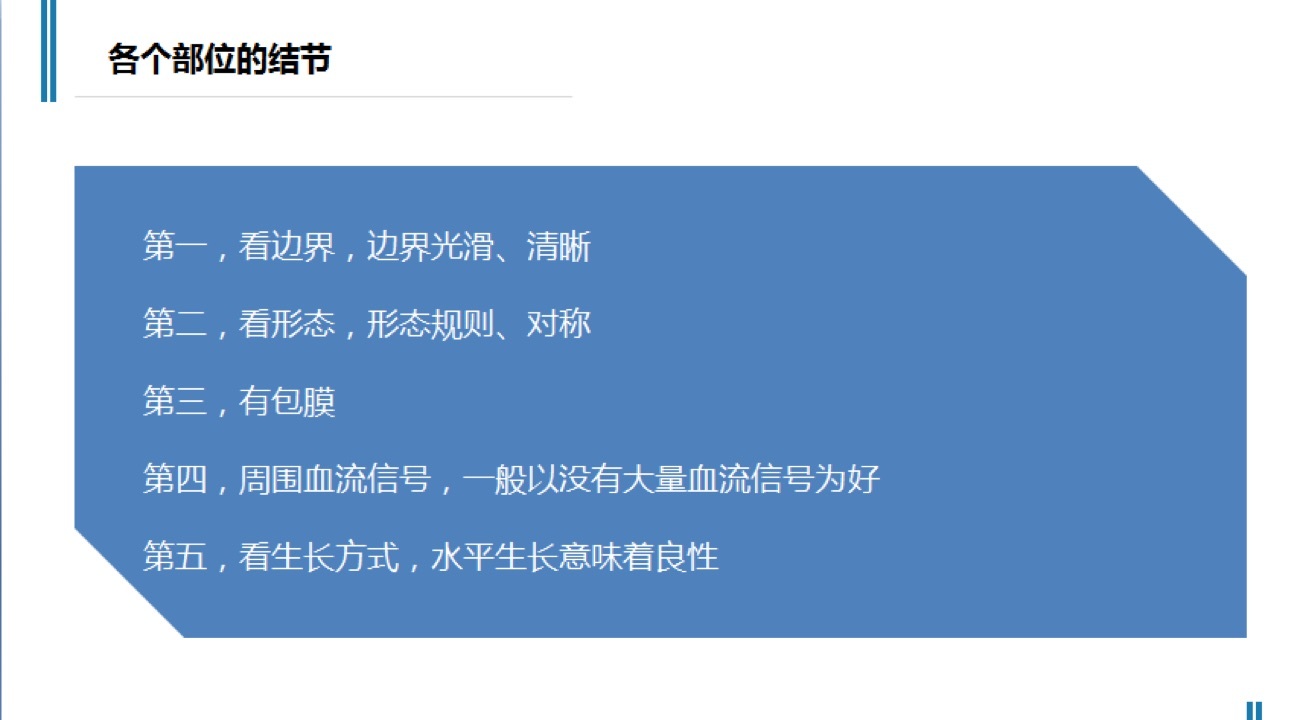 各个部位的结节
第一，看边界，边界光滑、清晰
第二，看形态，形态规则、对称
第三，有包膜
第四，周围血流信号，一般以没有大量血流信号为好
第五，看生长方式，水平生长意味着良性